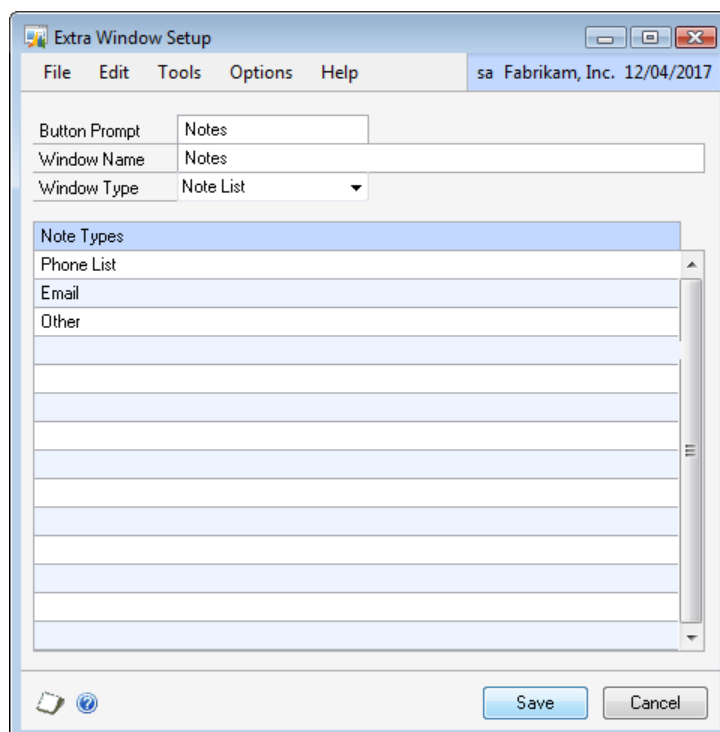 Extra Window Setup
File Edit Tools Options Help sa Fabrikam, Inc. 12/04/2017
Button Prompt Notes
Window Name Notes
Window Type Note List
Note Types
Phone List
Email
Other
Save Cancel